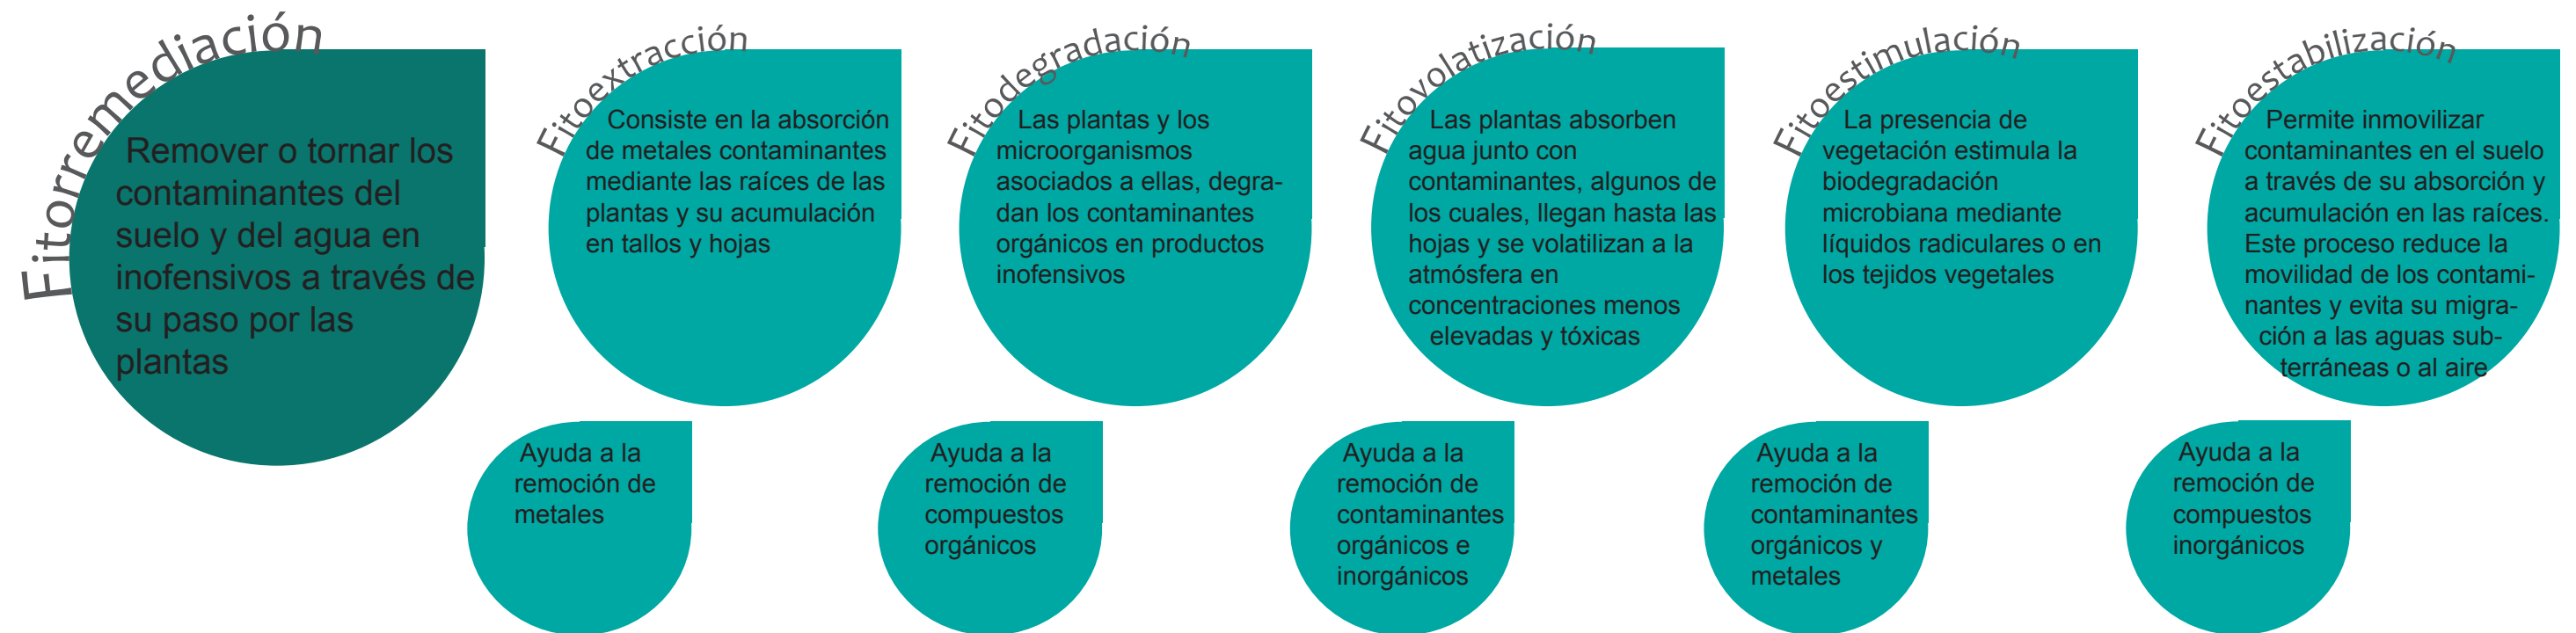 Fitorremediación
Remover o tornar los
contaminantes del
suelo y del agua en
inofensivos a través de
su paso por las
plantas
Fitoextracción
Consiste en la absorción
de metales contaminantes
mediante las raíces de las
plantas y su acumulación
en tallos y hojas
Ayuda a la
remoción de
metales
Fitodegradación
Las plantas y los
microorganismos
asociados a ellas, degra-
dan los contaminantes
orgánicos en productos
inofensivos
Ayuda a la
remoción de
compuestos
orgánicos
Fitovolatización
Las plantas absorben
agua junto con
contaminantes, algunos de
los cuales, llegan hasta las
hojas y se volatilizan a la
atmósfera en
concentraciones menos
elevadas y tóxicas
Ayuda a la
remoción de
contaminantes
orgánicos e
inorgánicos
Fitoestimulación
La presencia de
vegetación estimula la
biodegradación
microbiana mediante
líquidos radiculares o en
los tejidos vegetales
Ayuda a la
remoción de
contaminantes
orgánicos y
metales
Fitoestabilización
Permite inmovilizar
contaminantes en el suelo
a través de su absorción y
acumulación en las raíces.
Este proceso reduce la
movilidad de los contami-
nantes y evita su migra-
ción a las aguas sub-
terráneas o al aire
Ayuda a la
remoción de
compuestos
inorgánicos